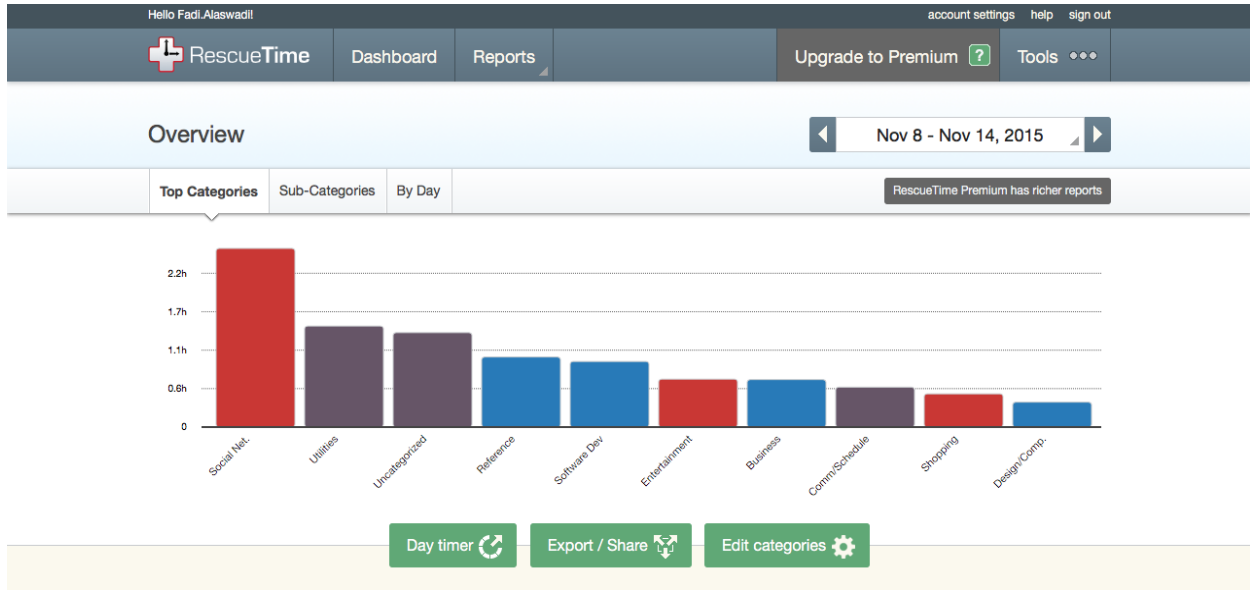 Hello Fadi.Alaswadi! account settings help sign out
RescueTime Dashboard Reports Upgrade to Premium ? Tools
Overview Nov 8 - Nov 14, 2015
Top Categories Sub-Categories By Day RescueTime Premium has richer reports
2.2h
1.7h
1.1h
0.6h
0
Social Net. Utilities Uncategorized Reference Software Dev Entertainment Business Comm/Schedule Shopping Design/Comp.
Day timer Export / Share Edit categories